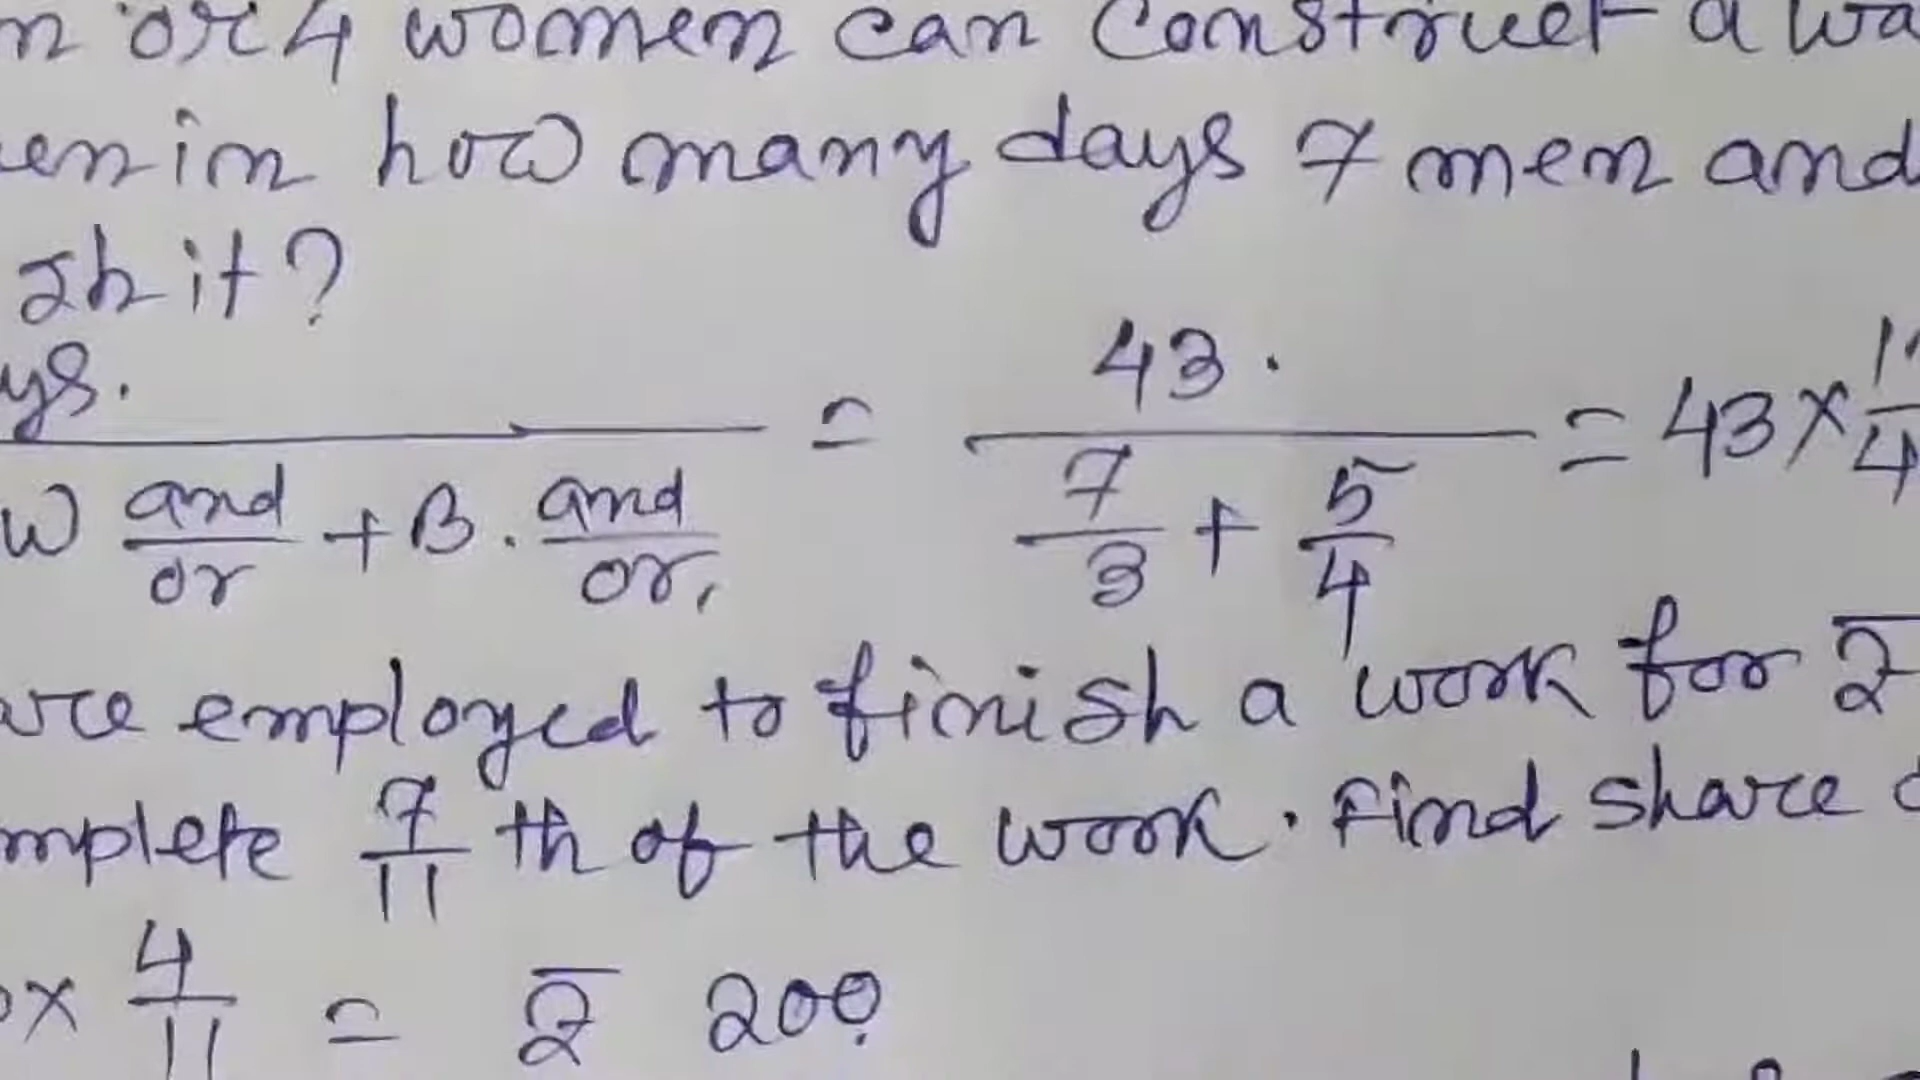 n or 4 women can construct a wa
en in how many days 7 men and
sh it?
ys. / W and/or + B. and/or, = 43. / 7/3 + 5/4 = 43 × 1
are employed to finish a work for ₹
mplete 7/11 th of the work. Find share
× 4/11 = ₹ 200